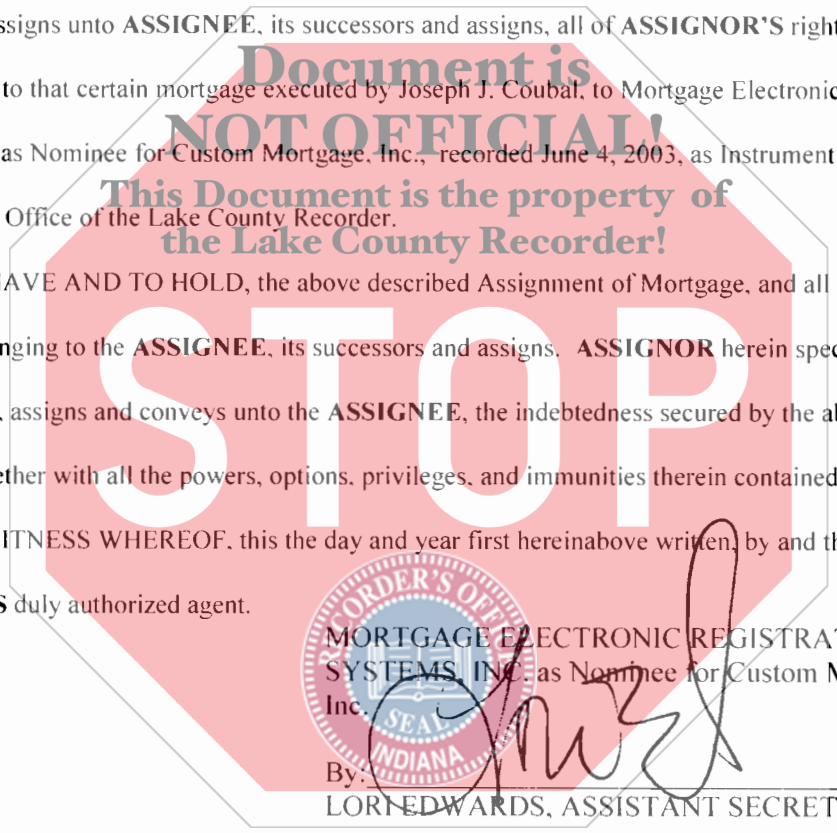 ssigns unto ASSIGNEE, its successors and assigns, all of ASSIGNOR'S right
Document is
to that certain mortgage executed by Joseph J. Coubal, to Mortgage Electronic
NOT OFFICIAL!
as Nominee for Custom Mortgage, Inc., recorded June 4, 2003, as Instrument
This Document is the property of
Office of the Lake County Recorder.
the Lake County Recorder!
AVE AND TO HOLD, the above described Assignment of Mortgage, and all
STOP
nging to the ASSIGNEE, its successors and assigns. ASSIGNOR herein spec
, assigns and conveys unto the ASSIGNEE, the indebtedness secured by the a
ether with all the powers, options, privileges, and immunities therein contained
ITNESS WHEREOF, this the day and year first hereinabove written, by and th
S duly authorized agent.
RECORDER'S OFFICE
SEAL
INDIANA
MORTGAGE ELECTRONIC REGISTRAT
SYSTEMS, INC. as Nominee for Custom M
Inc.
By:
LORI EDWARDS, ASSISTANT SECRET